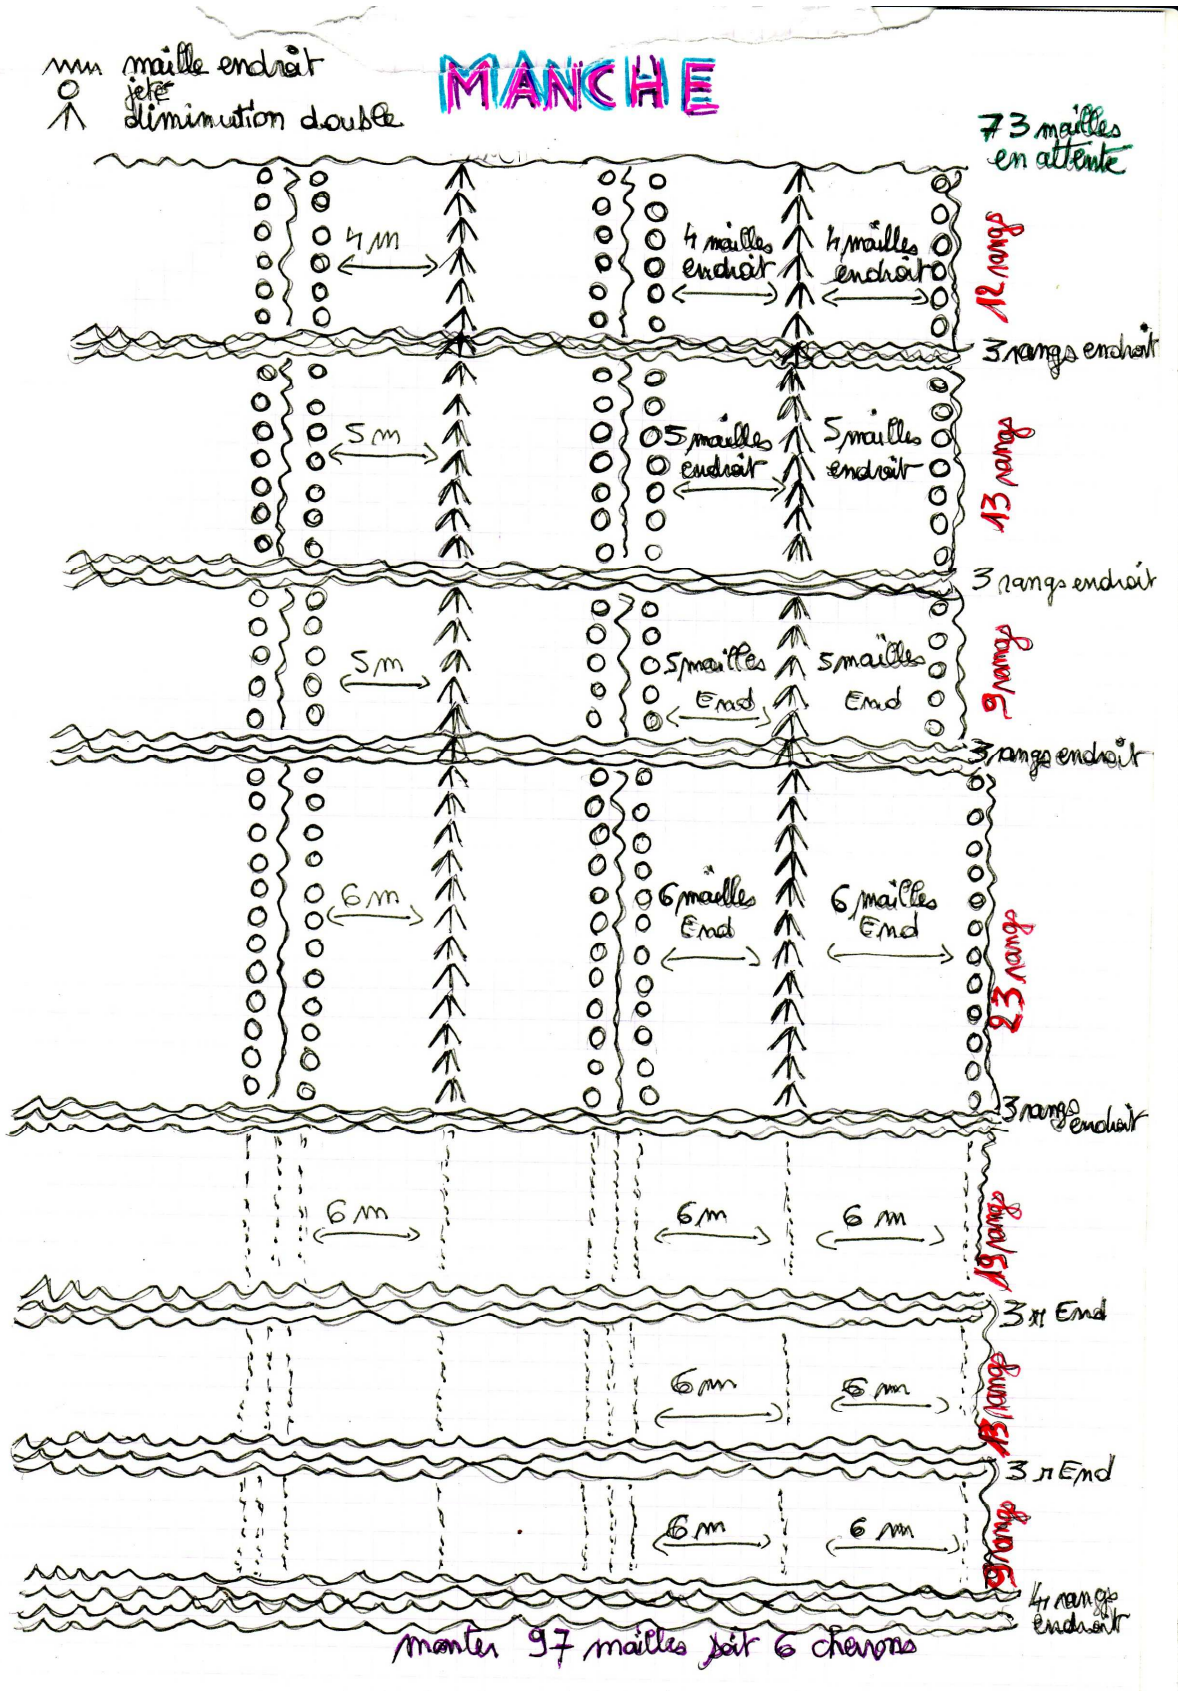 maille endroit
jeté
diminution double
MANCHE
73 mailles
en attente
4 m
4 mailles
endroit
4 mailles
endroit
12 rangs
3 rangs endroit
5 m
5 mailles
endroit
5 mailles
endroit
13 rangs
3 rangs endroit
5 m
5 mailles
End
5 mailles
End
9 rangs
3 rangs endroit
6 m
6 mailles
End
6 mailles
End
23 rangs
3 rangs
endroit
6 m
6 m
6 m
19 rangs
3 r End
6 m
6 m
13 rangs
3 r End
6 m
6 m
9 rangs
4 rangs
endroit
monter 97 mailles soit 6 chevrons